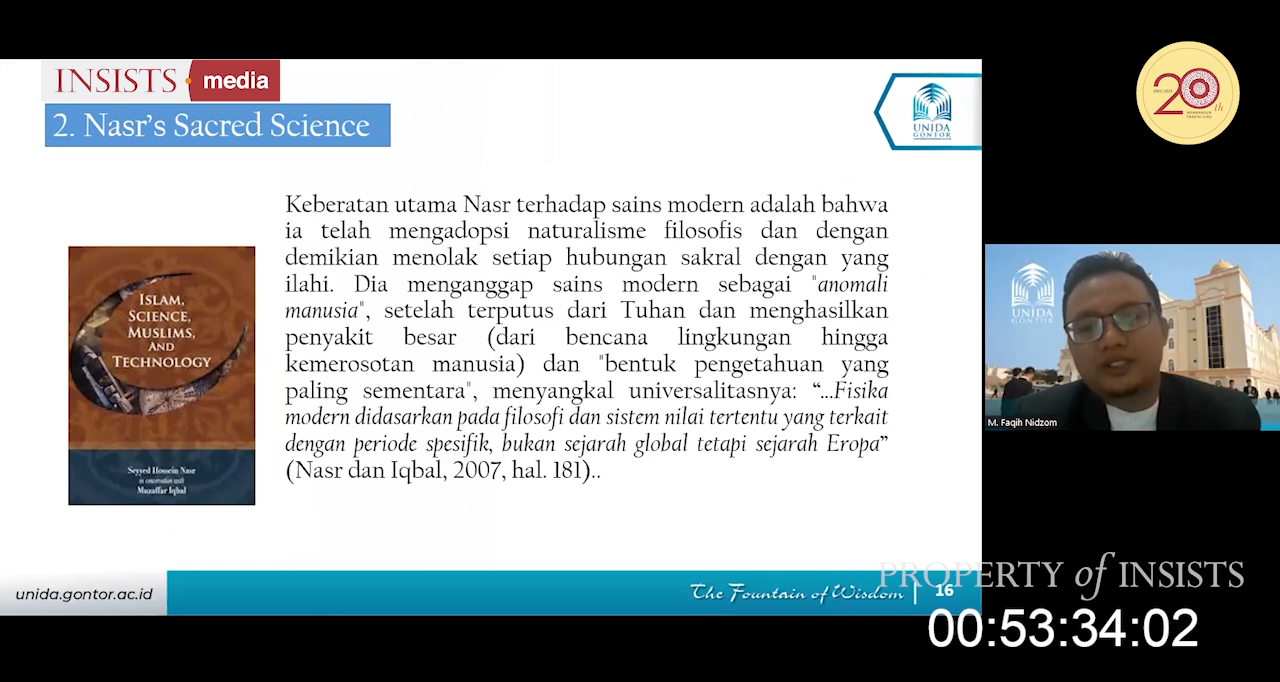 INSISTS media
2. Nasr's Sacred Science
UNIDA
GONTOR
20th
Keberatan utama Nasr terhadap sains modern adalah bahwa
ia telah mengadopsi naturalisme filosofis dan dengan
demikian menolak setiap hubungan sakral dengan yang
ilahi. Dia menganggap sains modern sebagai "anomali
manusia", setelah terputus dari Tuhan dan menghasilkan
penyakit besar (dari bencana lingkungan hingga
kemerosotan manusia) dan "bentuk pengetahuan yang
paling sementara", menyangkal universalitasnya: “...Fisika
modern didasarkan pada filosofi dan sistem nilai tertentu yang terkait
dengan periode spesifik, bukan sejarah global tetapi sejarah Eropa”
(Nasr dan Iqbal, 2007, hal. 181)..
ISLAM,
SCIENCE,
MUSLIMS,
AND
TECHNOLOGY
Seyyed Hossein Nasr
in conversation with
Muzaffar Iqbal
UNIDA
GONTOR
M. Faqih Nidzom
unida.gontor.ac.id
The Fountain of Wisdom | 16
PROPERTY of INSISTS
00:53:34:02